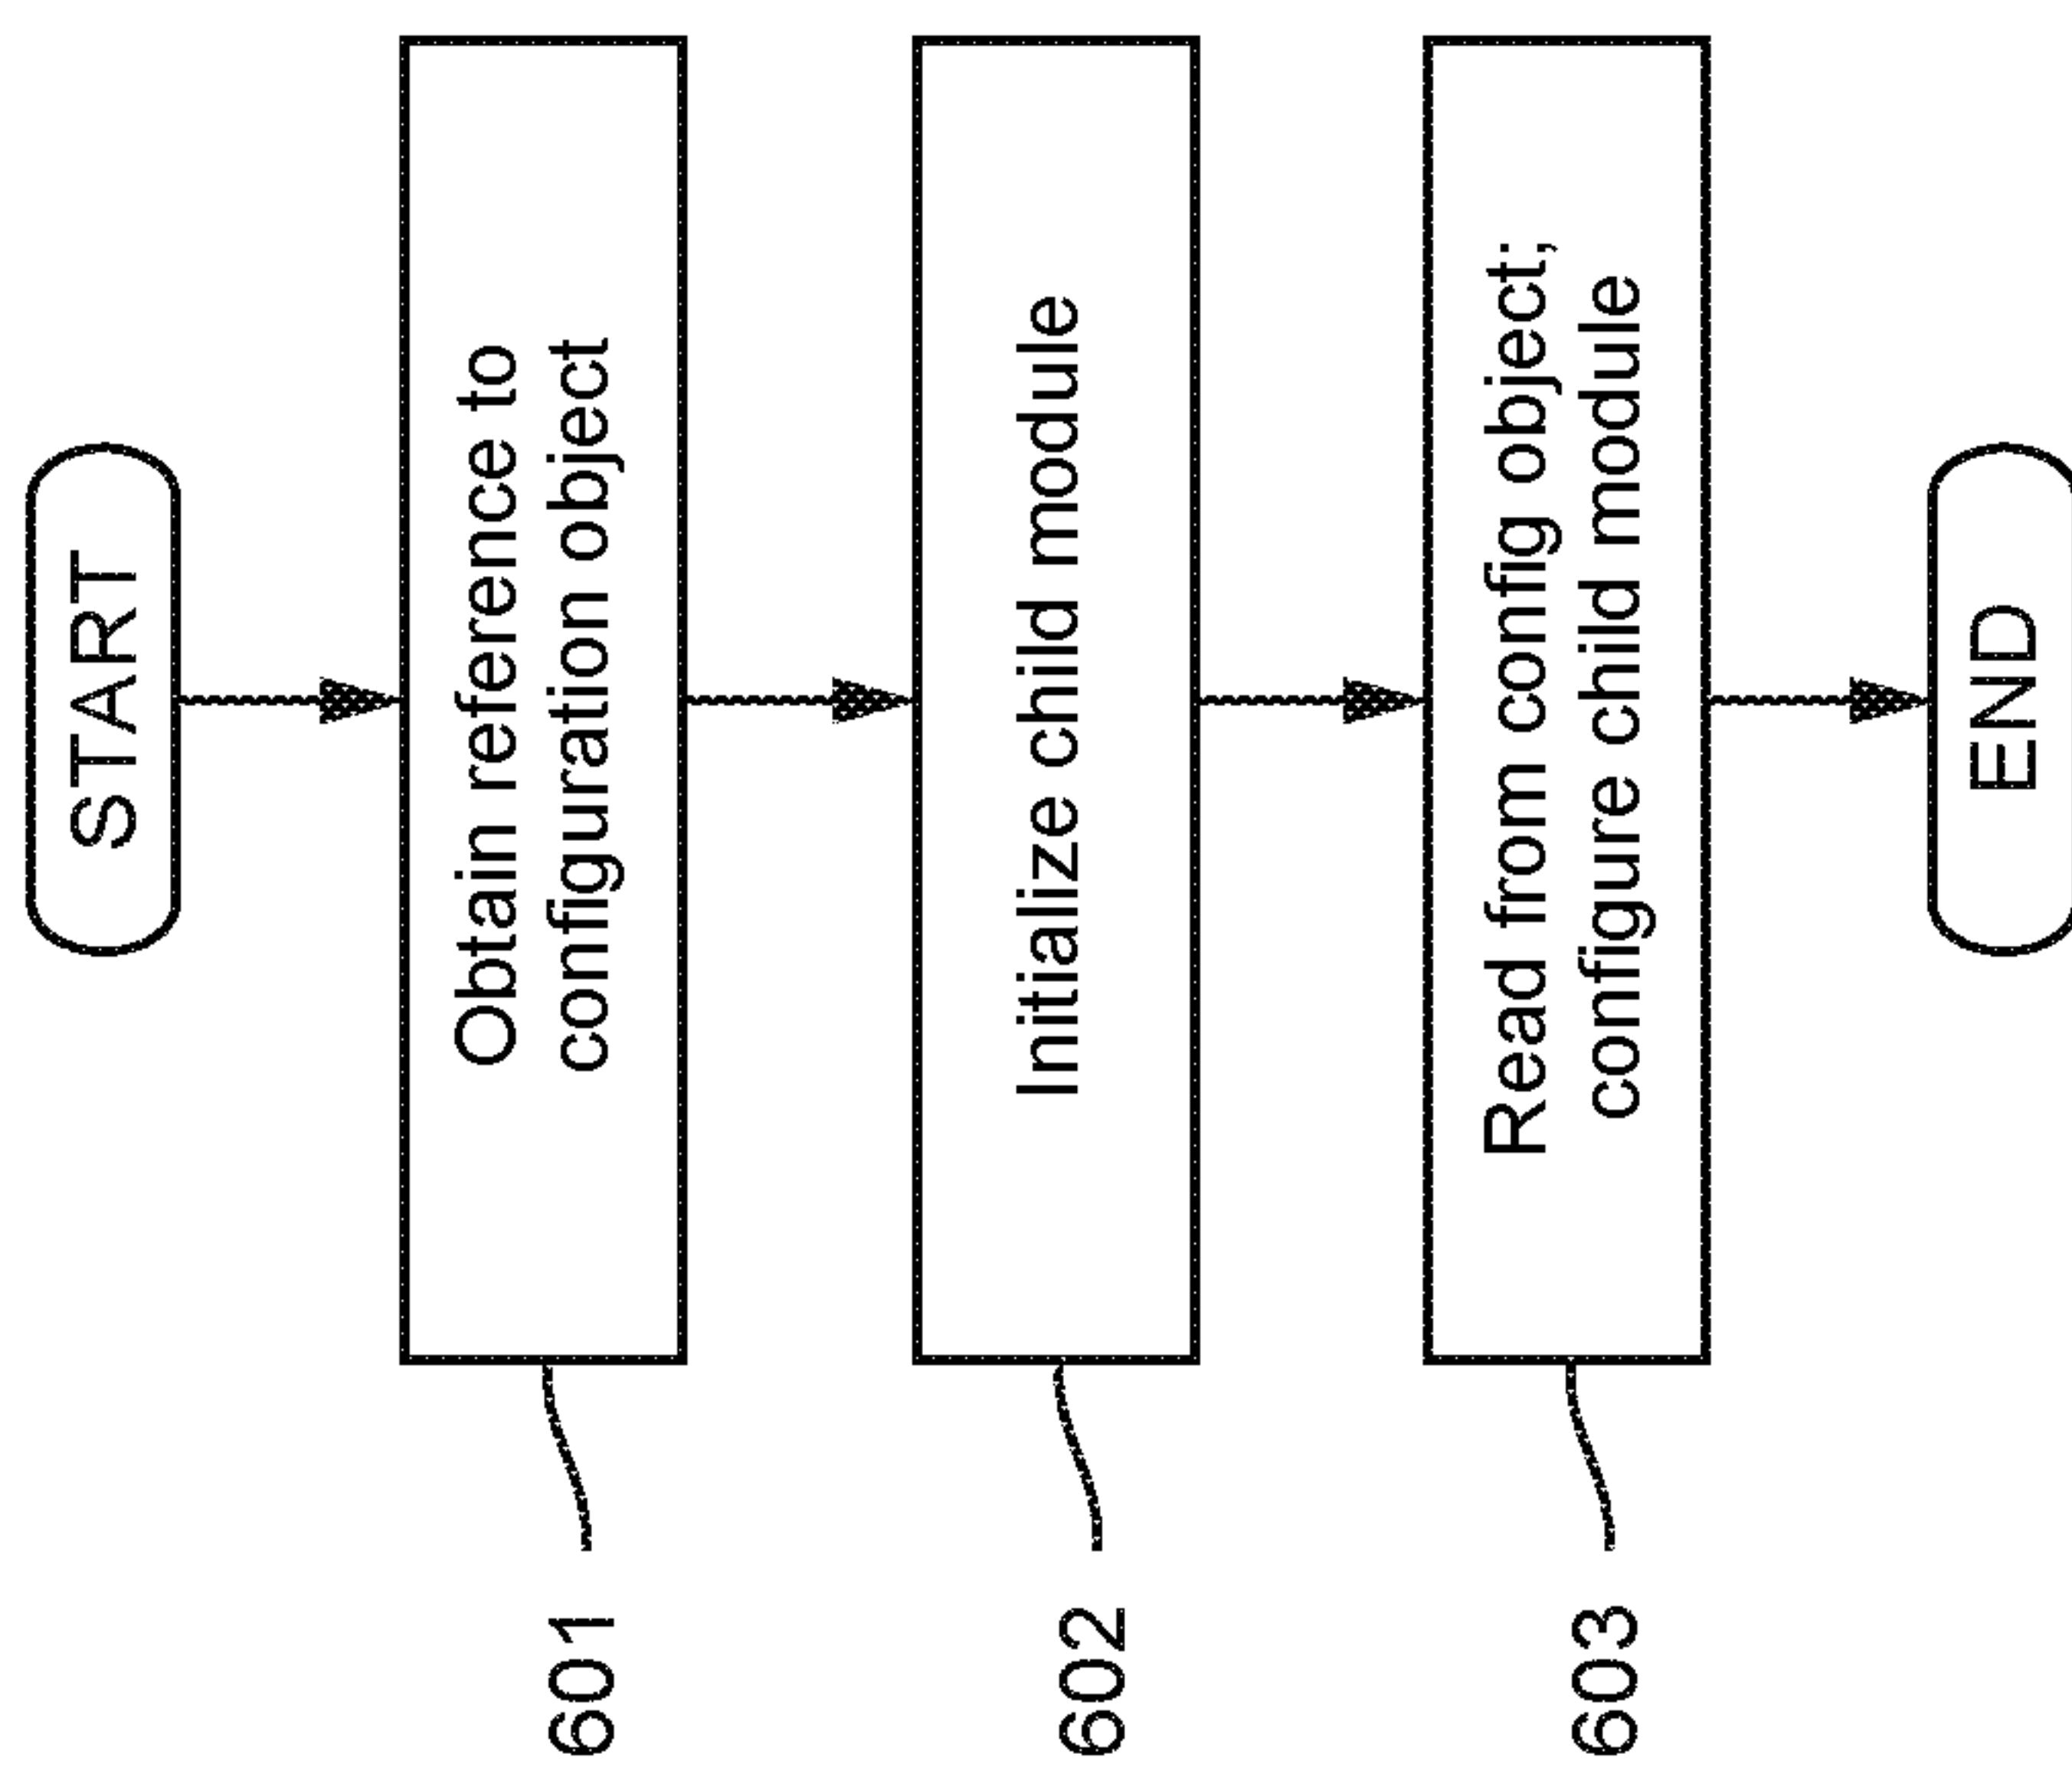 START
601
Obtain reference to
configuration object
602
Initialize child module
603
Read from config object;
configure child module
END